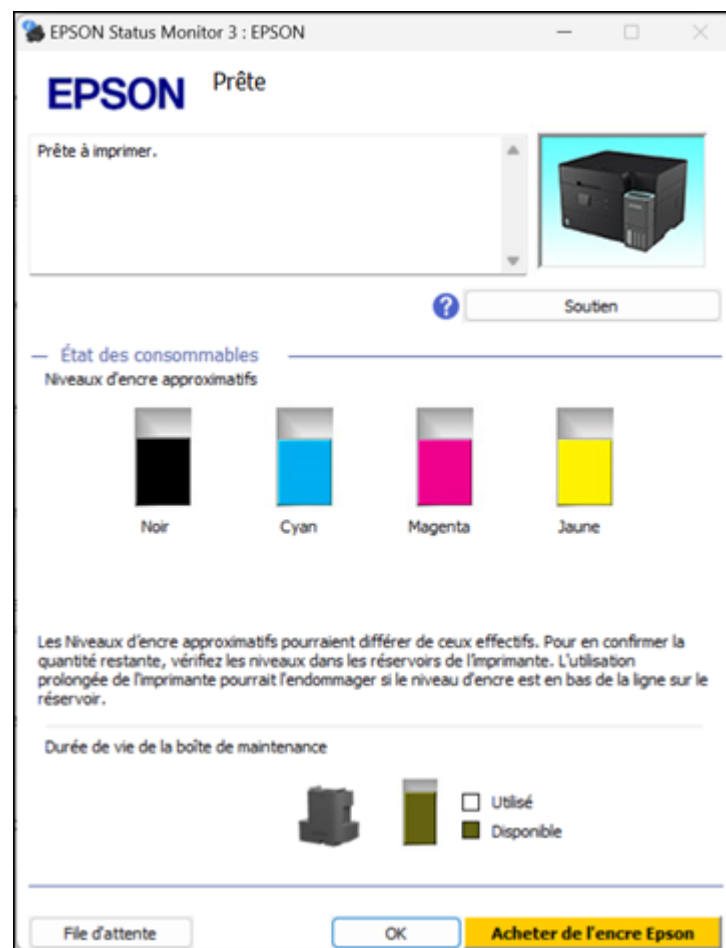 EPSON Status Monitor 3 : EPSON
EPSON
Prête
Prête à imprimer.
Soutien
État des consommables
Niveaux d'encre approximatifs
Noir
Cyan
Magenta
Jaune
Les Niveaux d'encre approximatifs pourraient différer de ceux effectifs. Pour en confirmer la
quantité restante, vérifiez les niveaux dans les réservoirs de l'imprimante. L'utilisation
prolongée de l'imprimante pourrait l'endommager si le niveau d'encre est en bas de la ligne sur le
réservoir.
Durée de vie de la boîte de maintenance
Utilisé
Disponible
File d'attente
OK
Acheter de l'encre Epson